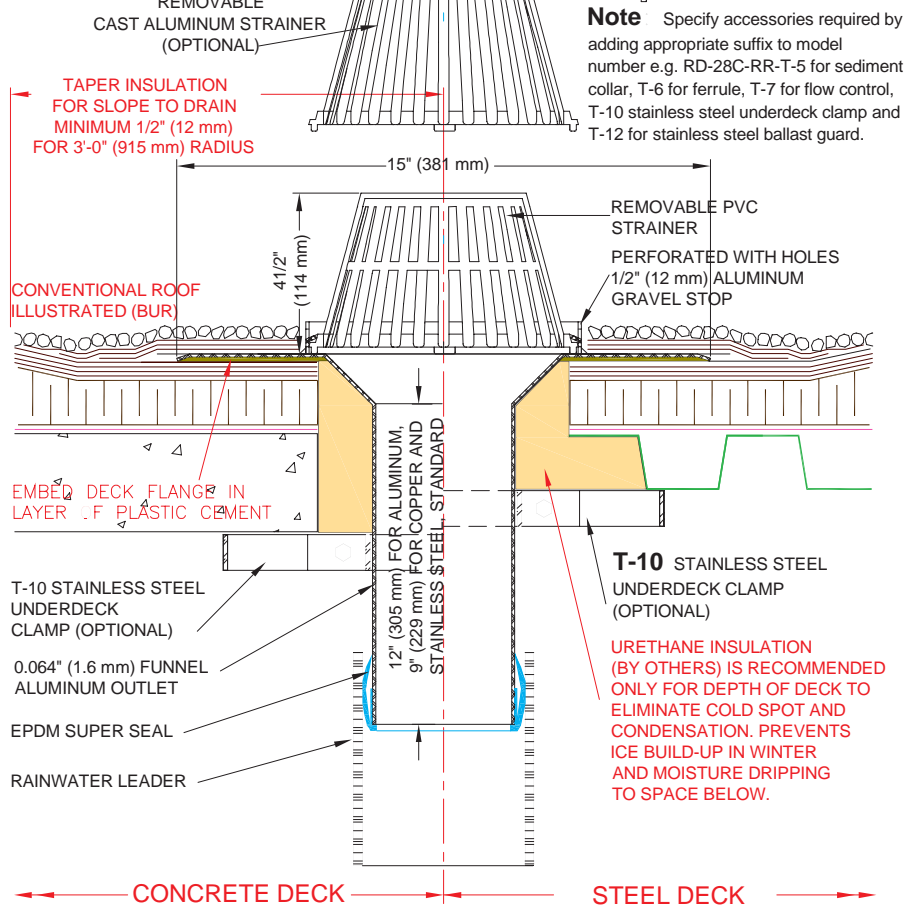 REMOVABLE
CAST ALUMINUM STRAINER
(OPTIONAL)
Note Specify accessories required by
adding appropriate suffix to model
number e.g. RD-28C-RR-T-5 for sediment
collar, T-6 for ferrule, T-7 for flow control,
T-10 stainless steel underdeck clamp and
T-12 for stainless steel ballast guard.
TAPER INSULATION
FOR SLOPE TO DRAIN
MINIMUM 1/2" (12 mm)
FOR 3'-0" (915 mm) RADIUS
15" (381 mm)
41/2"
(114 mm)
REMOVABLE PVC
STRAINER
PERFORATED WITH HOLES
1/2" (12 mm) ALUMINUM
GRAVEL STOP
CONVENTIONAL ROOF
ILLUSTRATED (BUR)
EMBED DECK FLANGE IN
LAYER F PLASTIC CEMENT
12" (305 mm) FOR ALUMINUM,
9" (229 mm) FOR COPPER AND
STAINLESS STEEL, STANDARD
T-10 STAINLESS STEEL
UNDERDECK
CLAMP (OPTIONAL)
0.064" (1.6 mm) FUNNEL
ALUMINUM OUTLET
EPDM SUPER SEAL
RAINWATER LEADER
T-10 STAINLESS STEEL
UNDERDECK CLAMP
(OPTIONAL)
URETHANE INSULATION
(BY OTHERS) IS RECOMMENDED
ONLY FOR DEPTH OF DECK TO
ELIMINATE COLD SPOT AND
CONDENSATION. PREVENTS
ICE BUILD-UP IN WINTER
AND MOISTURE DRIPPING
TO SPACE BELOW.
CONCRETE DECK
STEEL DECK